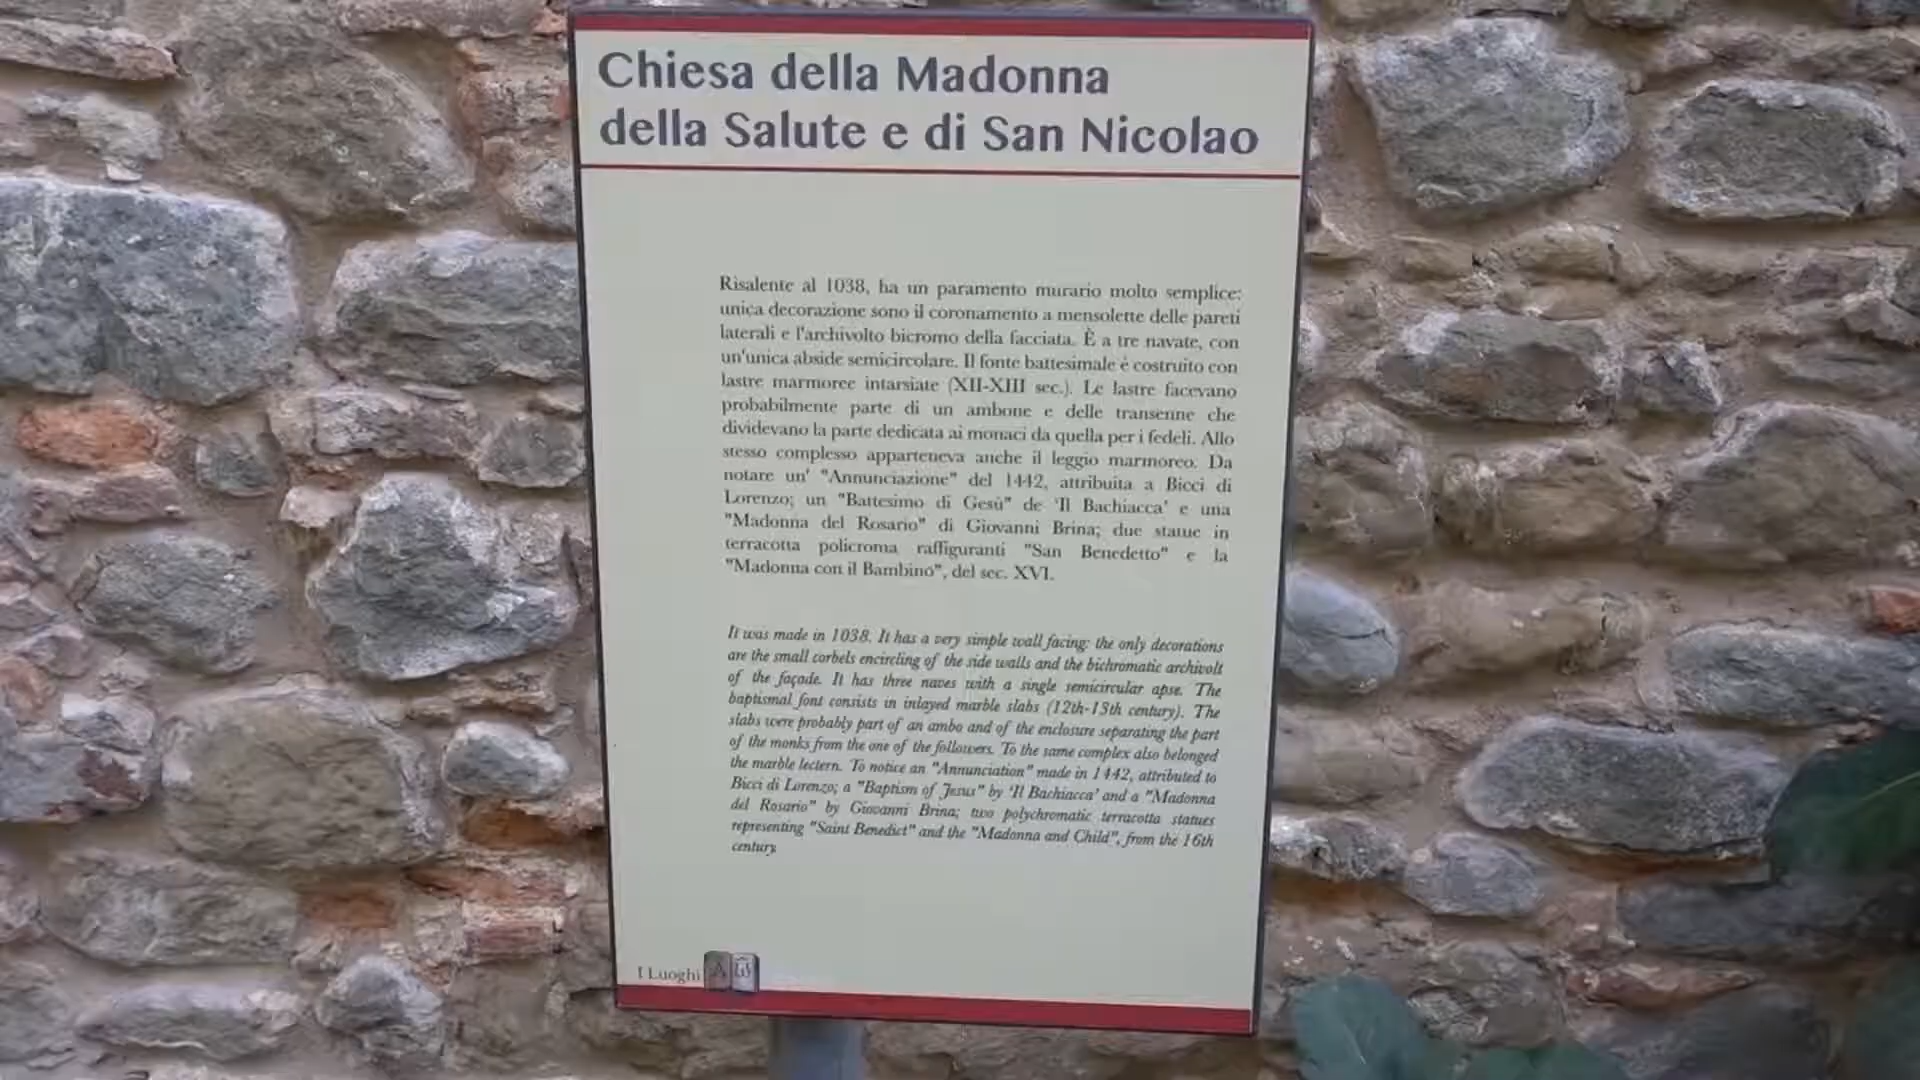 Chiesa della Madonna
della Salute e di San Nicolao
Risalente al 1038, ha un paramento murario molto semplice:
unica decorazione sono il coronamento a mensolette delle pareti
laterali e l'archivolto bicromo della facciata. È a tre navate, con
un'unica abside semicircolare. Il fonte battesimale è costruito con
lastre marmoree intarsiate (XII-XIII sec.). Le lastre facevano
probabilmente parte di un ambone e delle transenne che
dividevano la parte dedicata ai monaci da quella per i fedeli. Allo
stesso complesso apparteneva anche il leggio marmoreo. Da
notare un' "Annunciazione" del 1442, attribuita a Bicci di
Lorenzo; un "Battesimo di Gesù" de 'Il Bachiacca' e una
"Madonna del Rosario" di Giovanni Brina; due statue in
terracotta policroma raffiguranti "San Benedetto" e la
"Madonna con il Bambino", del sec. XVI.
It was made in 1038. It has a very simple wall facing: the only decorations
are the small corbels encircling of the side walls and the bichromatic archivolt
of the façade. It has three naves with a single semicircular apse. The
baptismal font consists in inlayed marble slabs (12th-13th century). The
slabs were probably part of an ambo and of the enclosure separating the part
of the monks from the one of the followers. To the same complex also belonged
the marble lectern. To notice an "Annunciation" made in 1442, attributed to
Bicci di Lorenzo; a "Baptism of Jesus" by 'Il Bachiacca' and a "Madonna
del Rosario" by Giovanni Brina; two polychromatic terracotta statues
representing "Saint Benedict" and the "Madonna and Child", from the 16th
century.
I Luoghi A ω